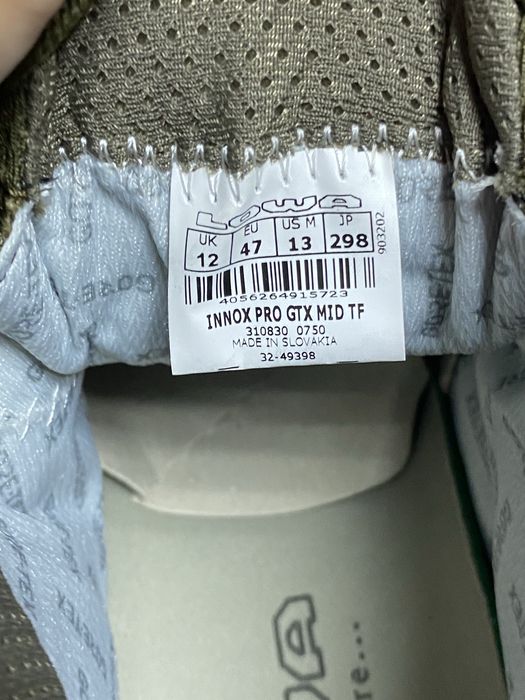 LOWA
UK EU US M JP
12 47 13 298
903202
4056264915723
INNOX PRO GTX MID TF
310830 0750
MADE IN SLOVAKIA
32-49398